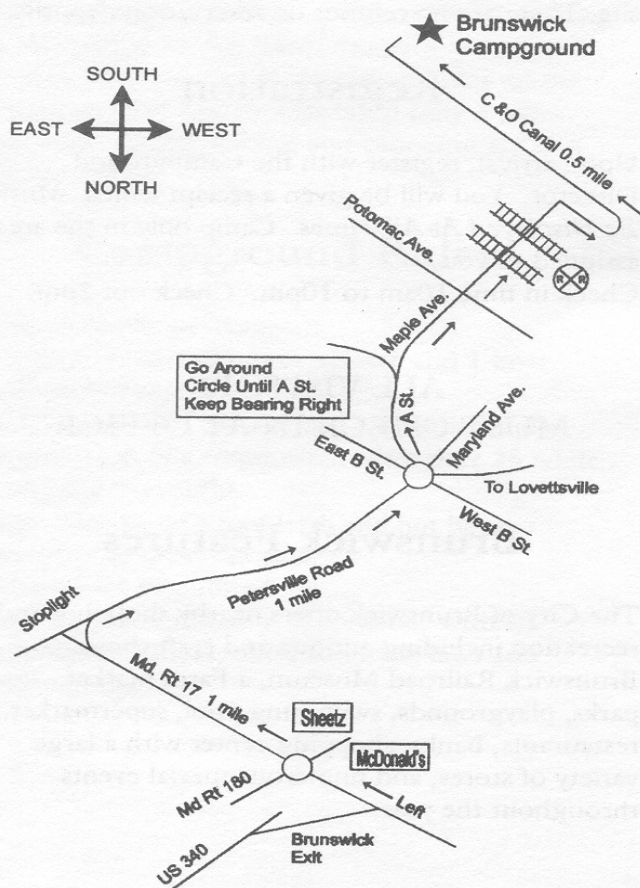 Brunswick
Campground
SOUTH
EAST
WEST
NORTH
C & O Canal 0.5 mile
Potomac Ave.
R R
Maple Ave.
Go Around
Circle Until A St.
Keep Bearing Right
A St.
Maryland Ave.
East B St.
To Lovettsville
West B St.
Petersville Road
1 mile
Stoplight
Md. Rt 17 1 mile
Sheetz
McDonald's
Md Rt 180
Left
Brunswick
Exit
US 340